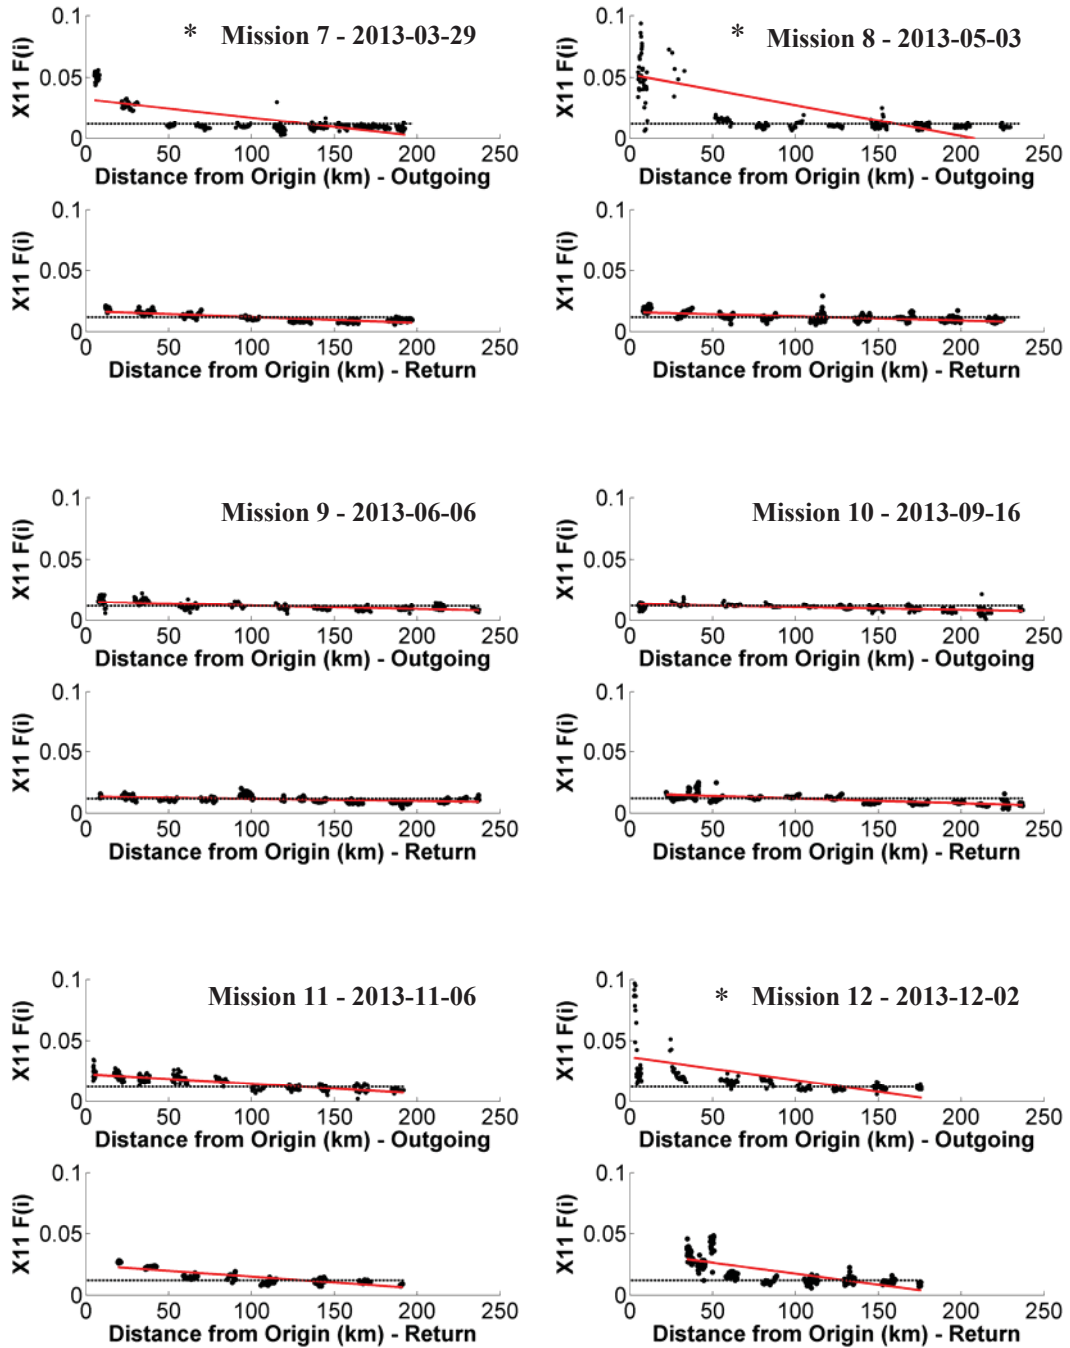 * Mission 7 - 2013-03-29
X11 F(i)
0.1
0.05
0
0 50 100 150 200 250
Distance from Origin (km) - Outgoing
X11 F(i)
0.1
0.05
0
0 50 100 150 200 250
Distance from Origin (km) - Return
* Mission 8 - 2013-05-03
X11 F(i)
0.1
0.05
0
0 50 100 150 200 250
Distance from Origin (km) - Outgoing
X11 F(i)
0.1
0.05
0
0 50 100 150 200 250
Distance from Origin (km) - Return
Mission 9 - 2013-06-06
X11 F(i)
0.1
0.05
0
0 50 100 150 200 250
Distance from Origin (km) - Outgoing
X11 F(i)
0.1
0.05
0
0 50 100 150 200 250
Distance from Origin (km) - Return
Mission 10 - 2013-09-16
X11 F(i)
0.1
0.05
0
0 50 100 150 200 250
Distance from Origin (km) - Outgoing
X11 F(i)
0.1
0.05
0
0 50 100 150 200 250
Distance from Origin (km) - Return
Mission 11 - 2013-11-06
X11 F(i)
0.1
0.05
0
0 50 100 150 200 250
Distance from Origin (km) - Outgoing
X11 F(i)
0.1
0.05
0
0 50 100 150 200 250
Distance from Origin (km) - Return
* Mission 12 - 2013-12-02
X11 F(i)
0.1
0.05
0
0 50 100 150 200 250
Distance from Origin (km) - Outgoing
X11 F(i)
0.1
0.05
0
0 50 100 150 200 250
Distance from Origin (km) - Return